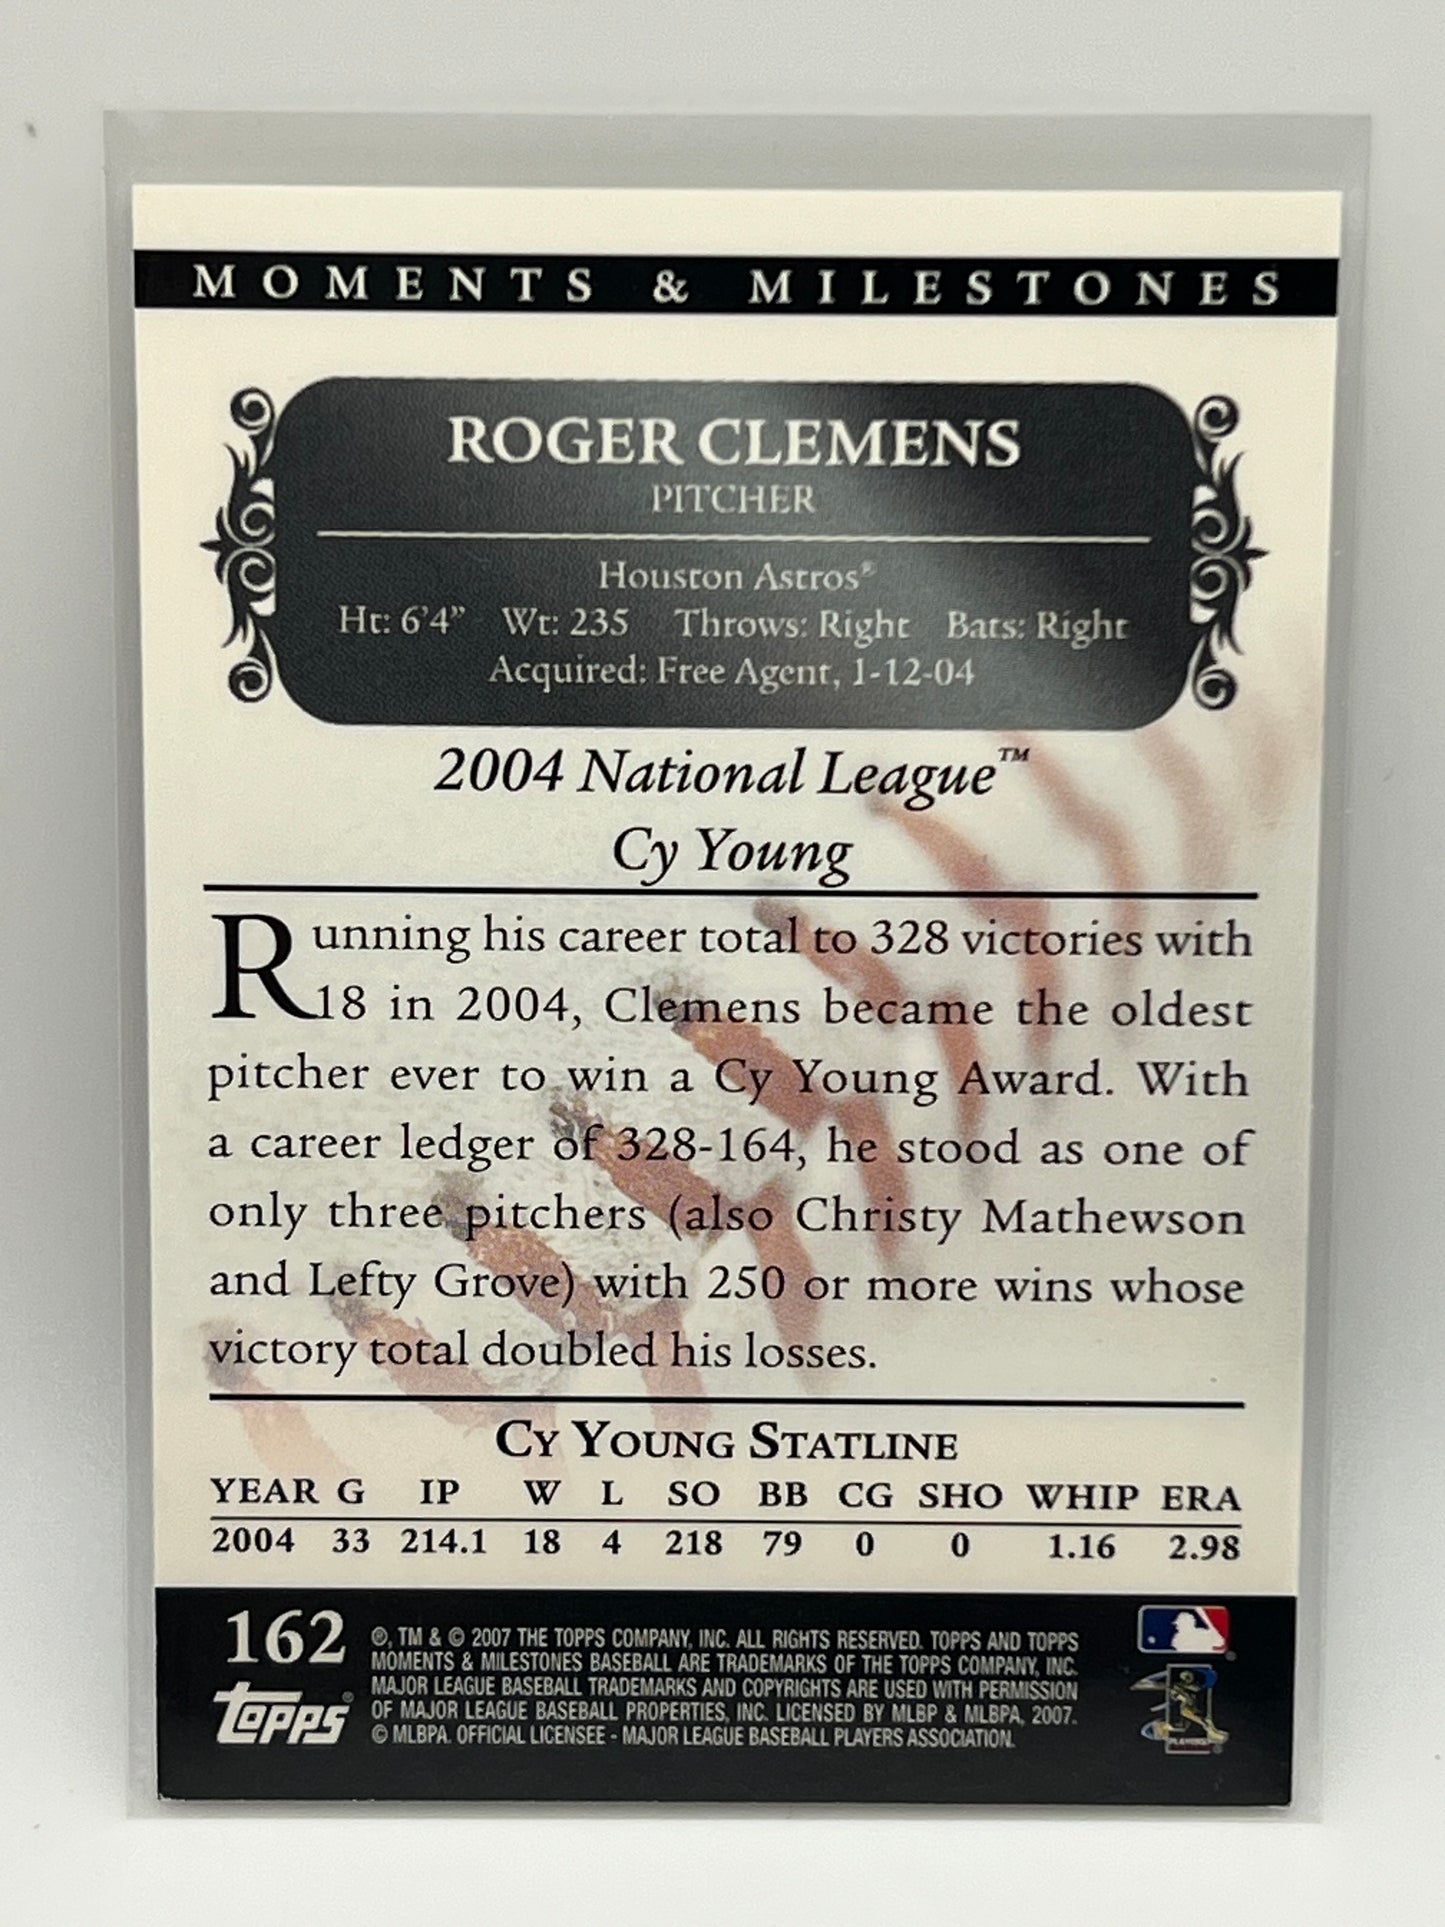 MOMENTS & MILESTONES
ROGER CLEMENS
PITCHER
Houston Astros®
Ht: 6'4" Wt: 235 Throws: Right Bats: Right
Acquired: Free Agent, 1-12-04
2004 National League™
Cy Young
Running his career total to 328 victories with
18 in 2004, Clemens became the oldest
pitcher ever to win a Cy Young Award. With
a career ledger of 328-164, he stood as one of
only three pitchers (also Christy Mathewson
and Lefty Grove) with 250 or more wins whose
victory total doubled his losses.
CY YOUNG STATLINE
YEAR G IP W L SO BB CG SHO WHIP ERA
2004 33 214.1 18 4 218 79 0 0 1.16 2.98
162
Topps®
®, TM & © 2007 THE TOPPS COMPANY, INC. ALL RIGHTS RESERVED. TOPPS AND TOPPS
MOMENTS & MILESTONES BASEBALL ARE TRADEMARKS OF THE TOPPS COMPANY, INC.
MAJOR LEAGUE BASEBALL TRADEMARKS AND COPYRIGHTS ARE USED WITH PERMISSION
OF MAJOR LEAGUE BASEBALL PROPERTIES, INC. LICENSED BY MLBP & MLBPA, 2007.
© MLBPA. OFFICIAL LICENSEE - MAJOR LEAGUE BASEBALL PLAYERS ASSOCIATION.